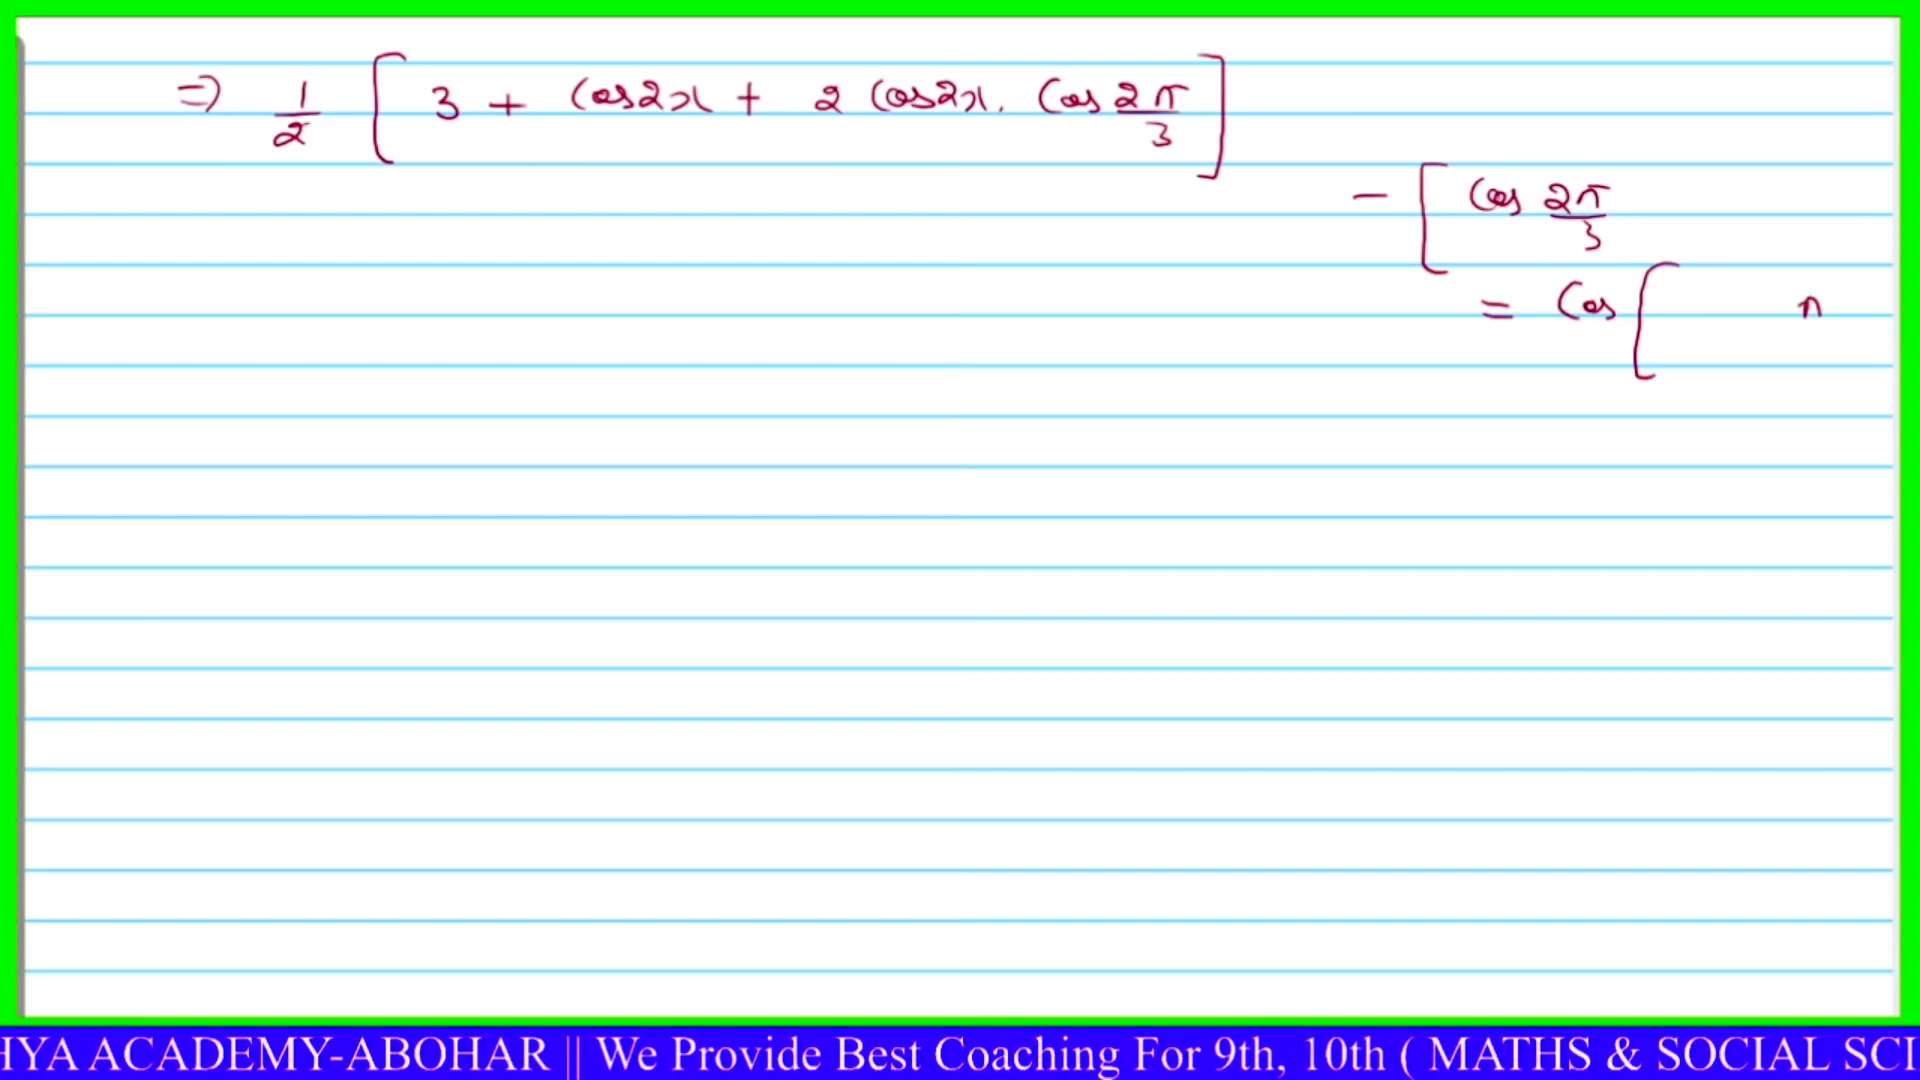 ⇒ 1/2 [ 3 + Cos2x + 2 Cos2x. Cos 2π/3 ]
- [ Cos 2π/3
= Cos [ π
HYA ACADEMY-ABOHAR || We Provide Best Coaching For 9th, 10th ( MATHS & SOCIAL SCI